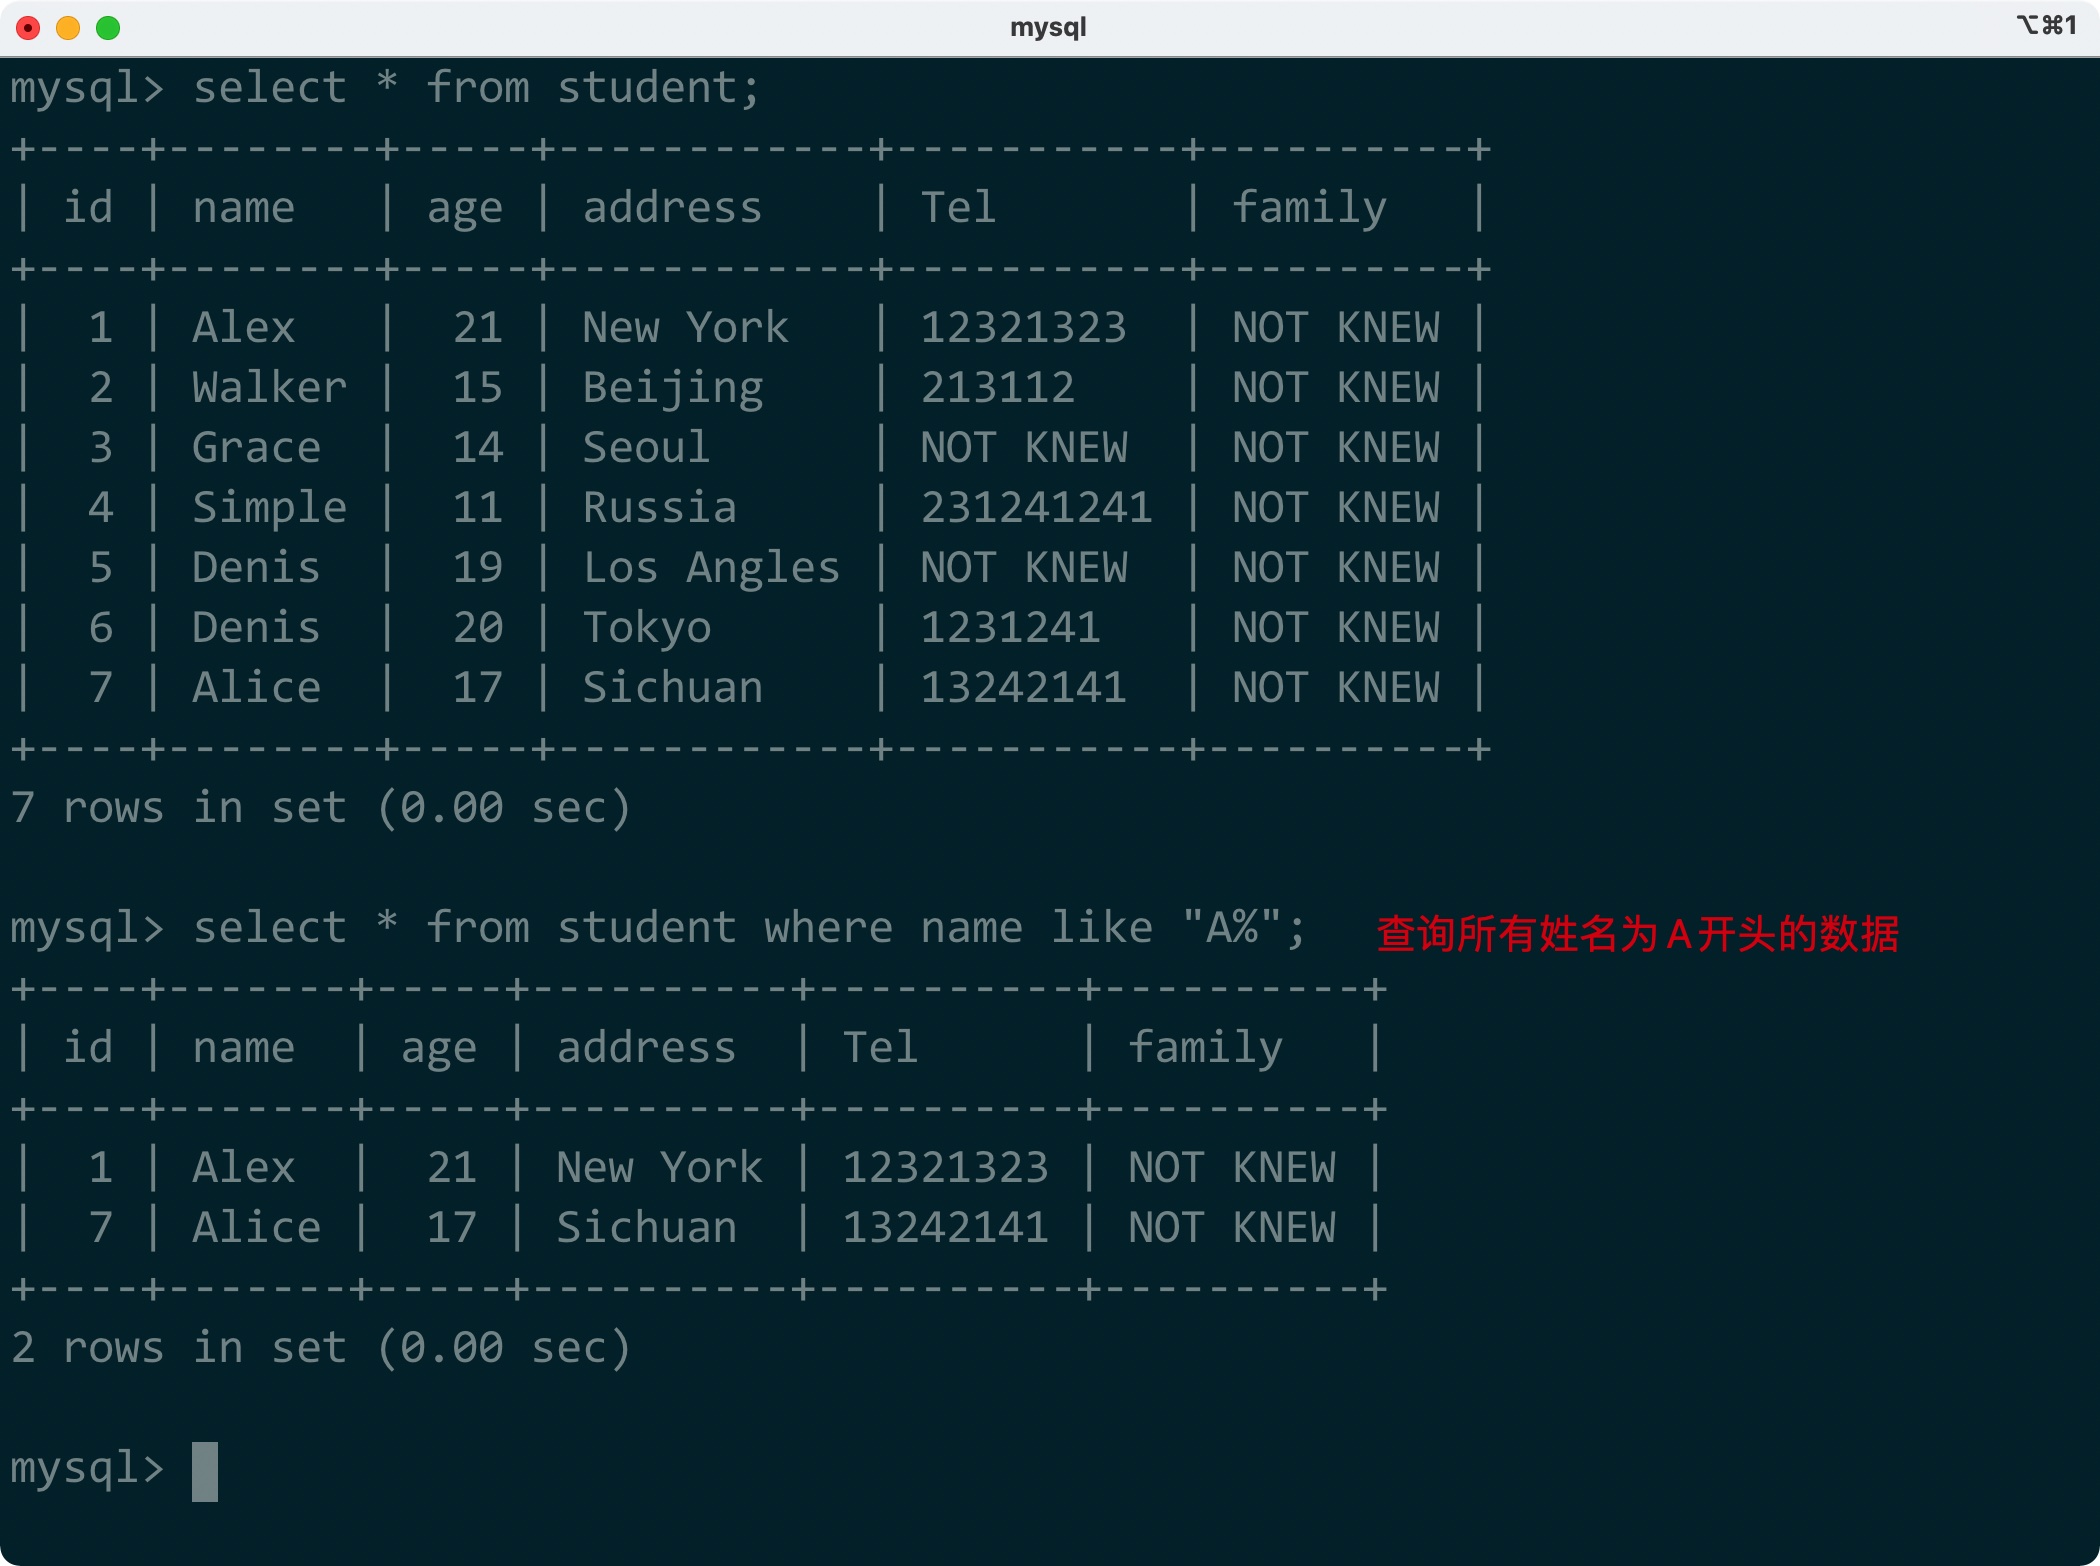 mysql
⌥⌘1
mysql> select * from student;
+----+--------+-----+------------+-----------+----------+
| id | name   | age | address    | Tel       | family   |
+----+--------+-----+------------+-----------+----------+
|  1 | Alex   |  21 | New York   | 12321323  | NOT KNEW |
|  2 | Walker |  15 | Beijing    | 213112    | NOT KNEW |
|  3 | Grace  |  14 | Seoul      | NOT KNEW  | NOT KNEW |
|  4 | Simple |  11 | Russia     | 231241241 | NOT KNEW |
|  5 | Denis  |  19 | Los Angles | NOT KNEW  | NOT KNEW |
|  6 | Denis  |  20 | Tokyo      | 1231241   | NOT KNEW |
|  7 | Alice  |  17 | Sichuan    | 13242141  | NOT KNEW |
+----+--------+-----+------------+-----------+----------+
7 rows in set (0.00 sec)
mysql> select * from student where name like "A%"; 查询所有姓名为A开头的数据
+----+-------+-----+----------+----------+----------+
| id | name  | age | address  | Tel      | family   |
+----+-------+-----+----------+----------+----------+
|  1 | Alex  |  21 | New York | 12321323 | NOT KNEW |
|  7 | Alice |  17 | Sichuan  | 13242141 | NOT KNEW |
+----+-------+-----+----------+----------+----------+
2 rows in set (0.00 sec)
mysql>